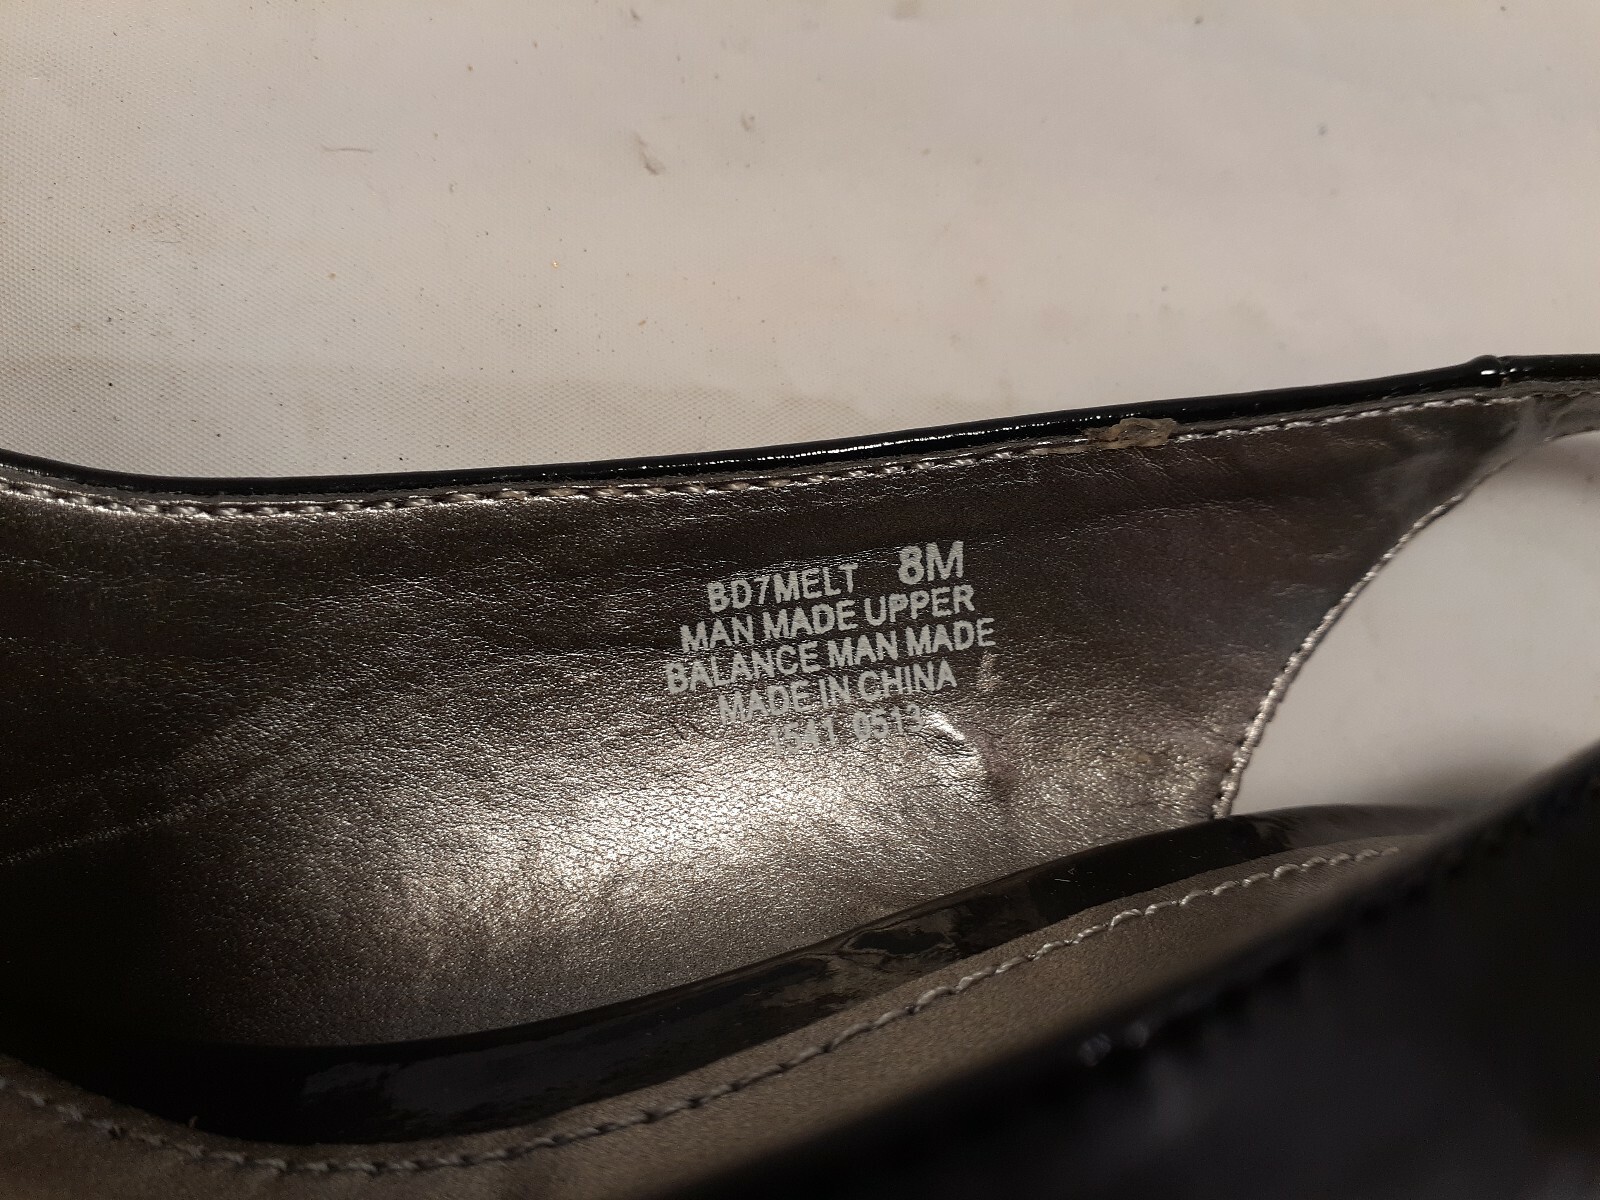 BD7MELT 8M
MAN MADE UPPER
BALANCE MAN MADE
MADE IN CHINA
1541 0513